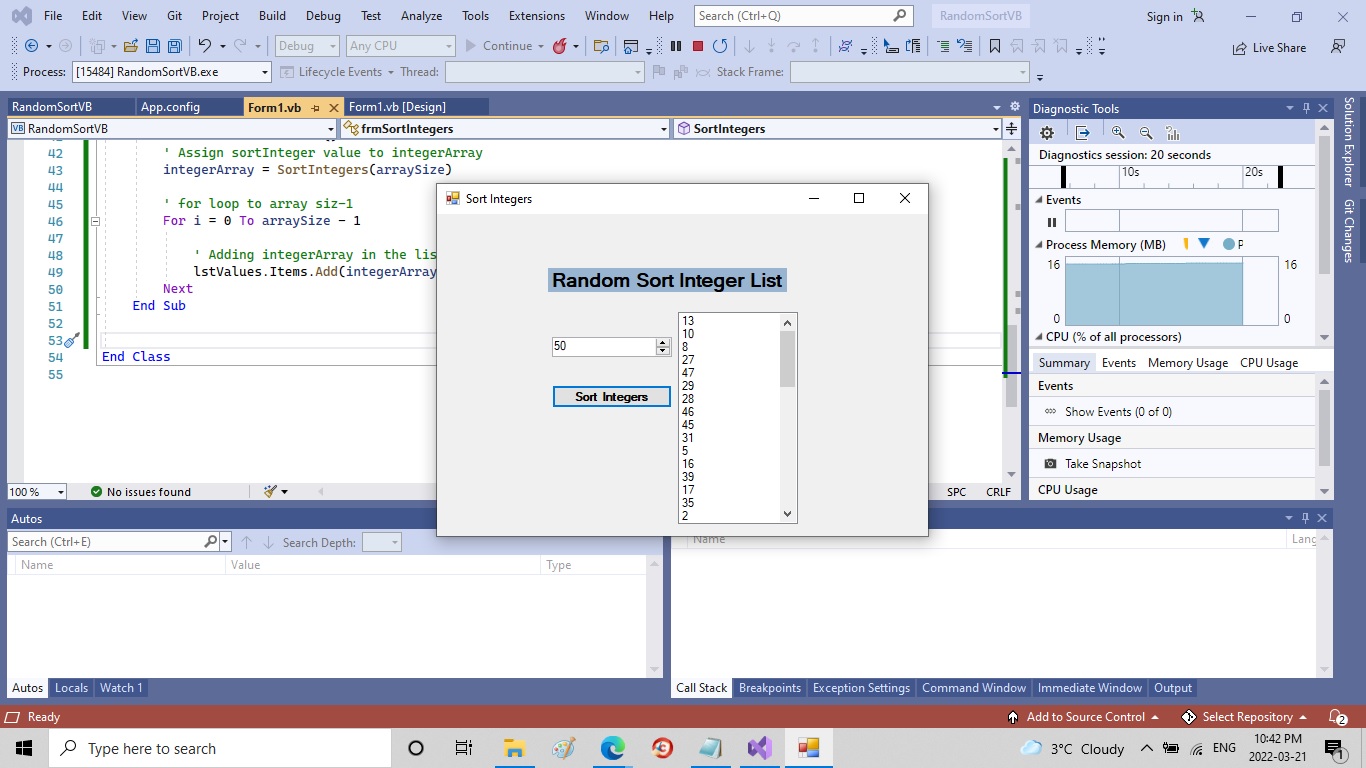 File Edit View Git Project Build Debug Test Analyze Tools Extensions Window Help Search (Ctrl+Q) RandomSortVB Sign in
Debug Any CPU Continue Live Share
Process: [15484] RandomSortVB.exe Lifecycle Events Thread: Stack Frame:
RandomSortVB App.config Form1.vb Form1.vb [Design]
VB RandomSortVB frmSortIntegers SortIntegers
42 ' Assign sortInteger value to integerArray
43 integerArray = SortIntegers(arraySize)
44
45 ' for loop to array siz-1
46 For i = 0 To arraySize - 1
47
48 ' Adding integerArray in the lis
49 lstValues.Items.Add(integerArray
50 Next
51 End Sub
52
53
54 End Class
55
100 % No issues found SPC CRLF
Sort Integers
Random Sort Integer List
50
Sort Integers
13
10
8
27
47
29
28
46
45
31
5
16
39
17
35
2
Diagnostic Tools
Diagnostics session: 20 seconds
10s 20s
Events
Process Memory (MB) P
16 16
0 0
CPU (% of all processors)
Summary Events Memory Usage CPU Usage
Events
Show Events (0 of 0)
Memory Usage
Take Snapshot
CPU Usage
Solution Explorer
Git Changes
Autos
Search (Ctrl+E) Search Depth:
Name Value Type
Name Lang
Autos Locals Watch 1
Call Stack Breakpoints Exception Settings Command Window Immediate Window Output
Ready Add to Source Control Select Repository 2
Type here to search 3°C Cloudy ENG 10:42 PM
2022-03-21 1